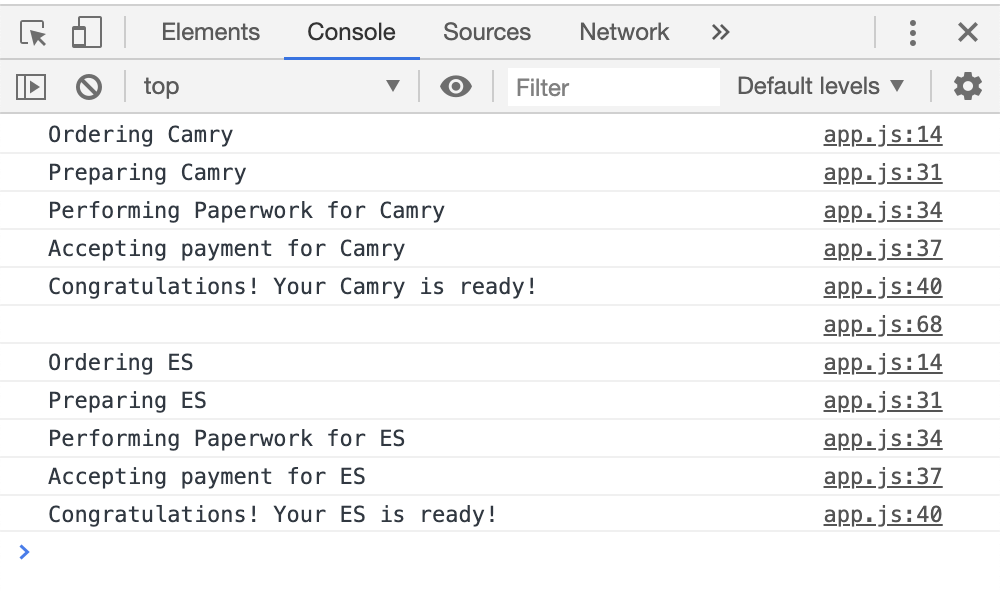 Elements Console Sources Network »
top ▼ Filter Default levels ▼
Ordering Camry app.js:14
Preparing Camry app.js:31
Performing Paperwork for Camry app.js:34
Accepting payment for Camry app.js:37
Congratulations! Your Camry is ready! app.js:40
app.js:68
Ordering ES app.js:14
Preparing ES app.js:31
Performing Paperwork for ES app.js:34
Accepting payment for ES app.js:37
Congratulations! Your ES is ready! app.js:40